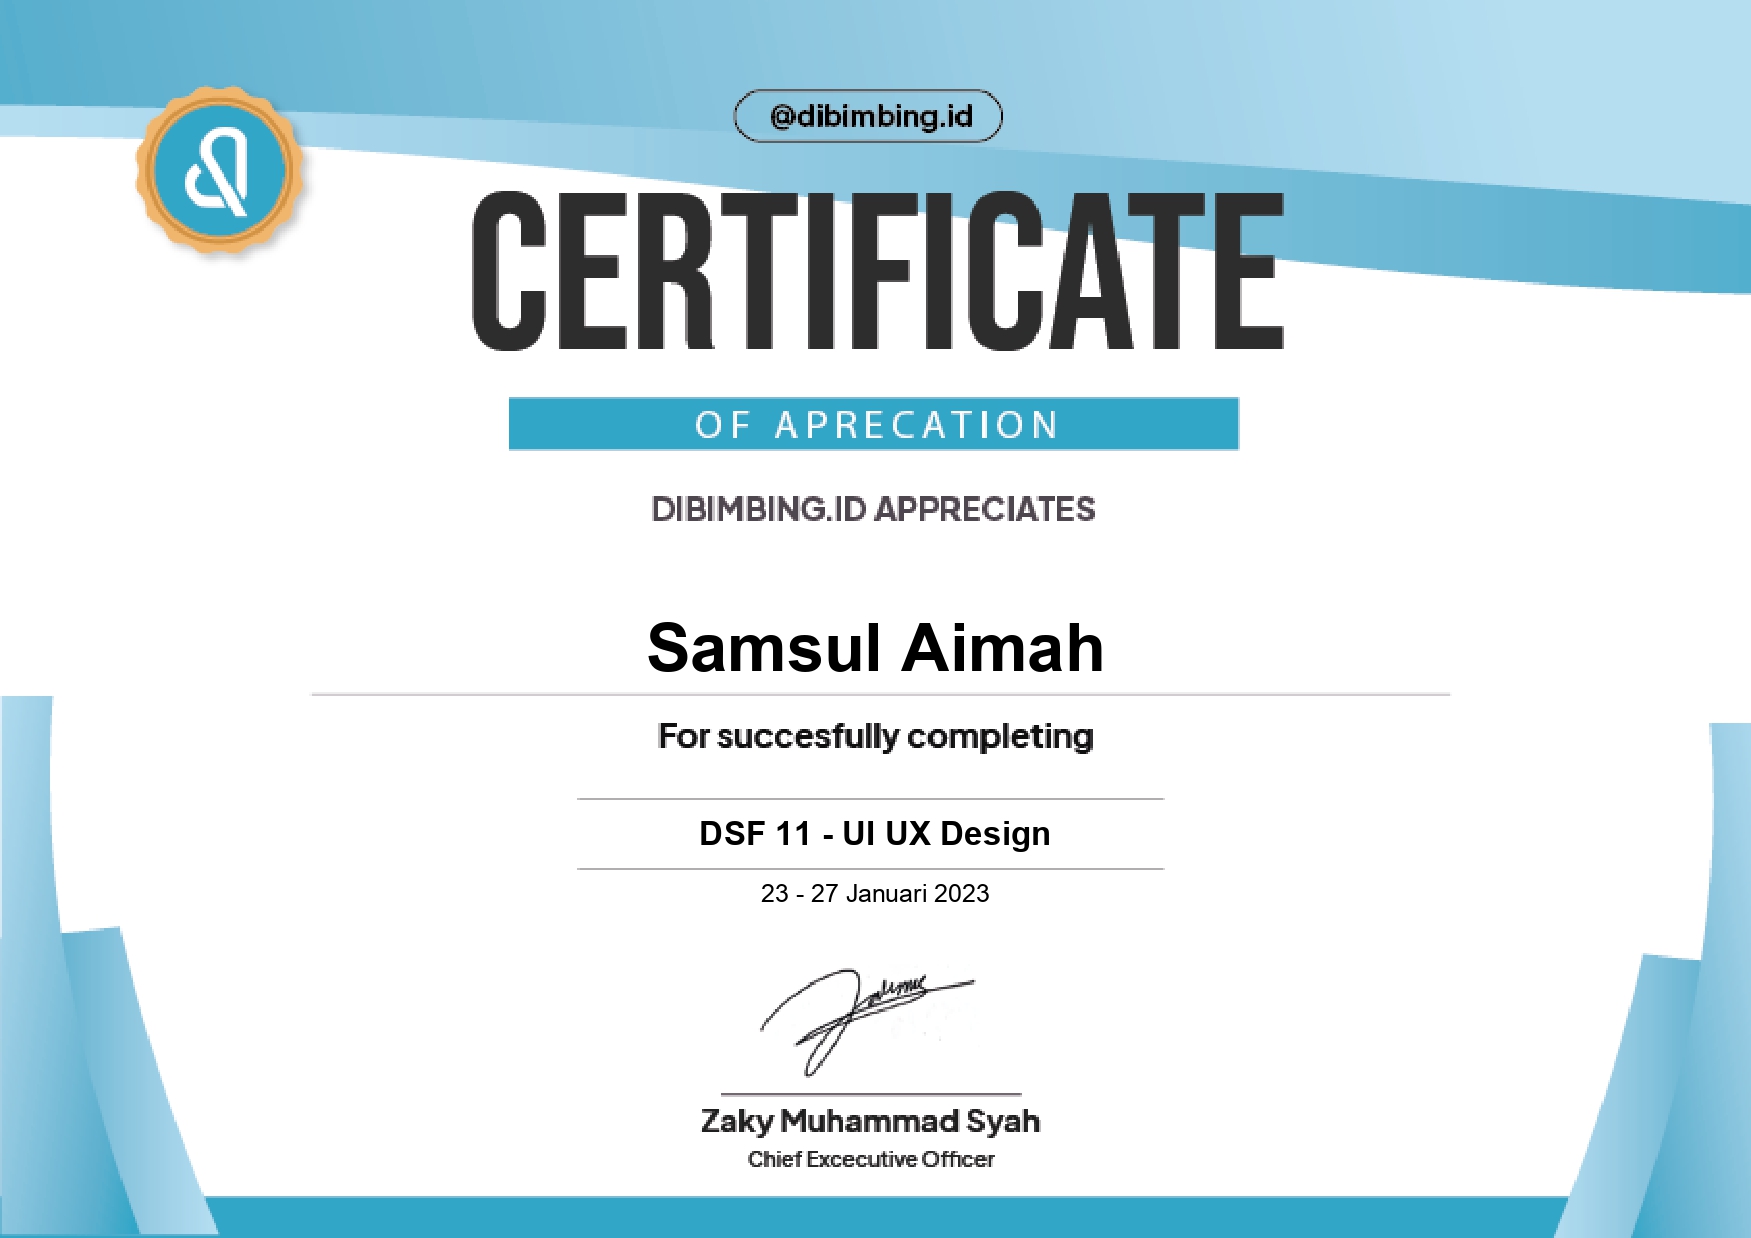 @dibimbing.id
CERTIFICATE
OF APRECATION
DIBIMBING.ID APPRECIATES
Samsul Aimah
For succesfully completing
DSF 11 - UI UX Design
23 - 27 Januari 2023
Zaky Muhammad Syah
Chief Excecutive Officer